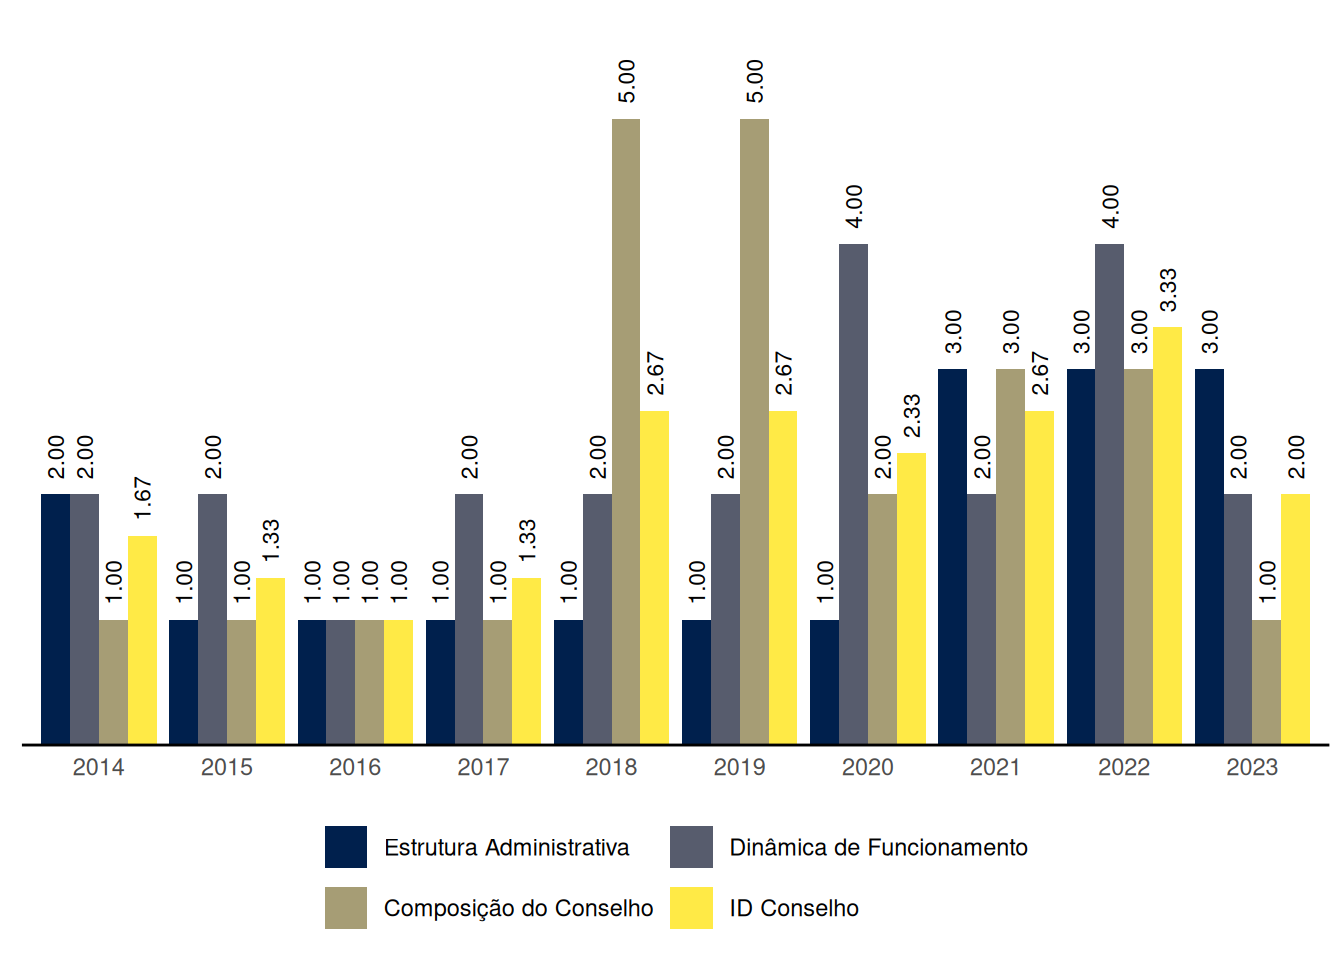 5.00 5.00
4.00 4.00
3.33
3.00 3.00 3.00 3.00 3.00
2.67 2.67 2.67
2.33
2.00 2.00 2.00 2.00 2.00 2.00 2.00 2.00 2.00 2.00
1.67
1.33 1.33
1.00 1.00 1.00 1.00 1.00 1.00 1.00 1.00 1.00 1.00 1.00 1.00 1.00 1.00
2014 2015 2016 2017 2018 2019 2020 2021 2022 2023
Estrutura Administrativa Dinâmica de Funcionamento
Composição do Conselho ID Conselho